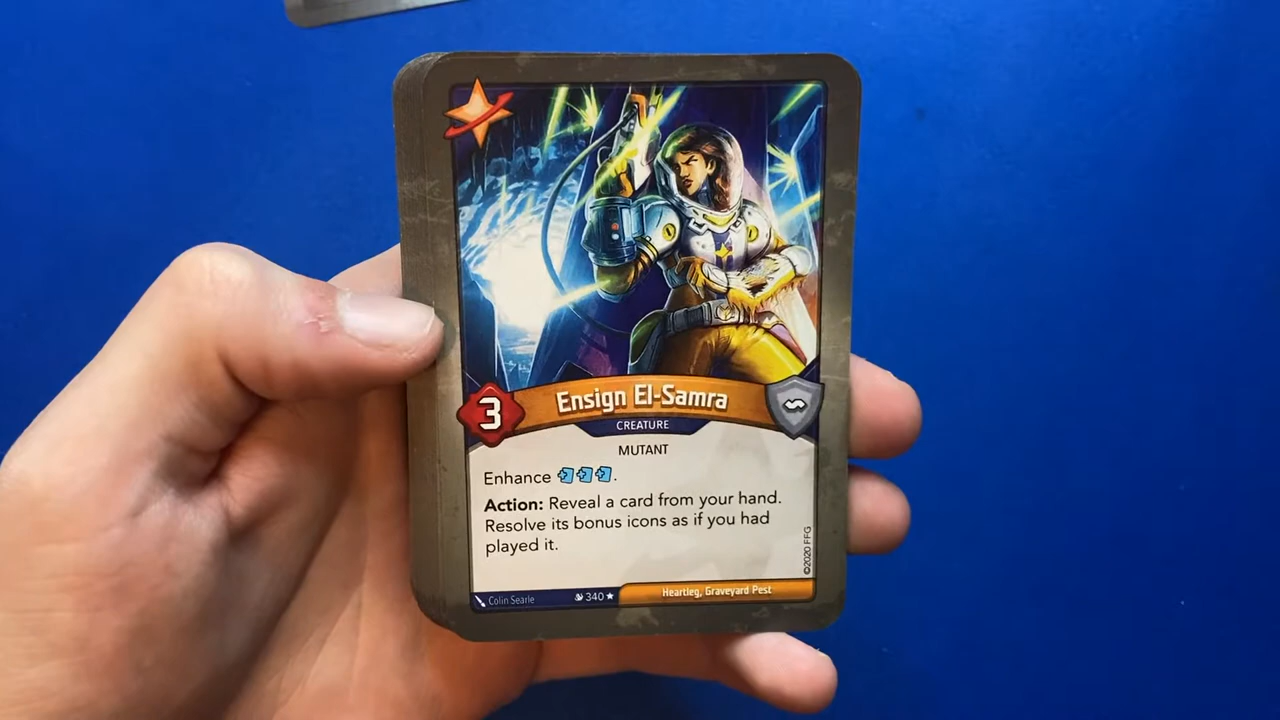 3
Ensign El-Samra
CREATURE
MUTANT
Enhance .
Action: Reveal a card from your hand.
Resolve its bonus icons as if you had
played it.
©2020 FFG
Colin Searle
340
Heartleg, Graveyard Pest